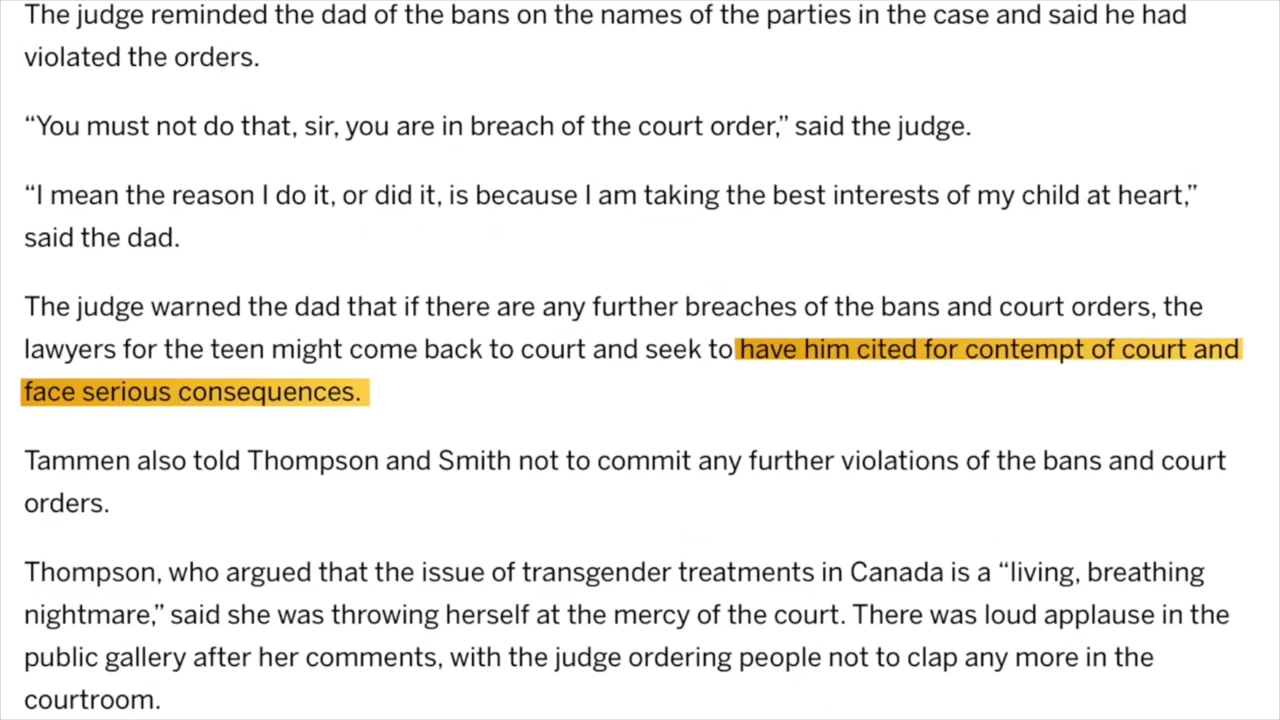 The judge reminded the dad of the bans on the names of the parties in the case and said he had
violated the orders.
“You must not do that, sir, you are in breach of the court order,” said the judge.
“I mean the reason I do it, or did it, is because I am taking the best interests of my child at heart,”
said the dad.
The judge warned the dad that if there are any further breaches of the bans and court orders, the
lawyers for the teen might come back to court and seek to have him cited for contempt of court and
face serious consequences.
Tammen also told Thompson and Smith not to commit any further violations of the bans and court
orders.
Thompson, who argued that the issue of transgender treatments in Canada is a “living, breathing
nightmare,” said she was throwing herself at the mercy of the court. There was loud applause in the
public gallery after her comments, with the judge ordering people not to clap any more in the
courtroom.